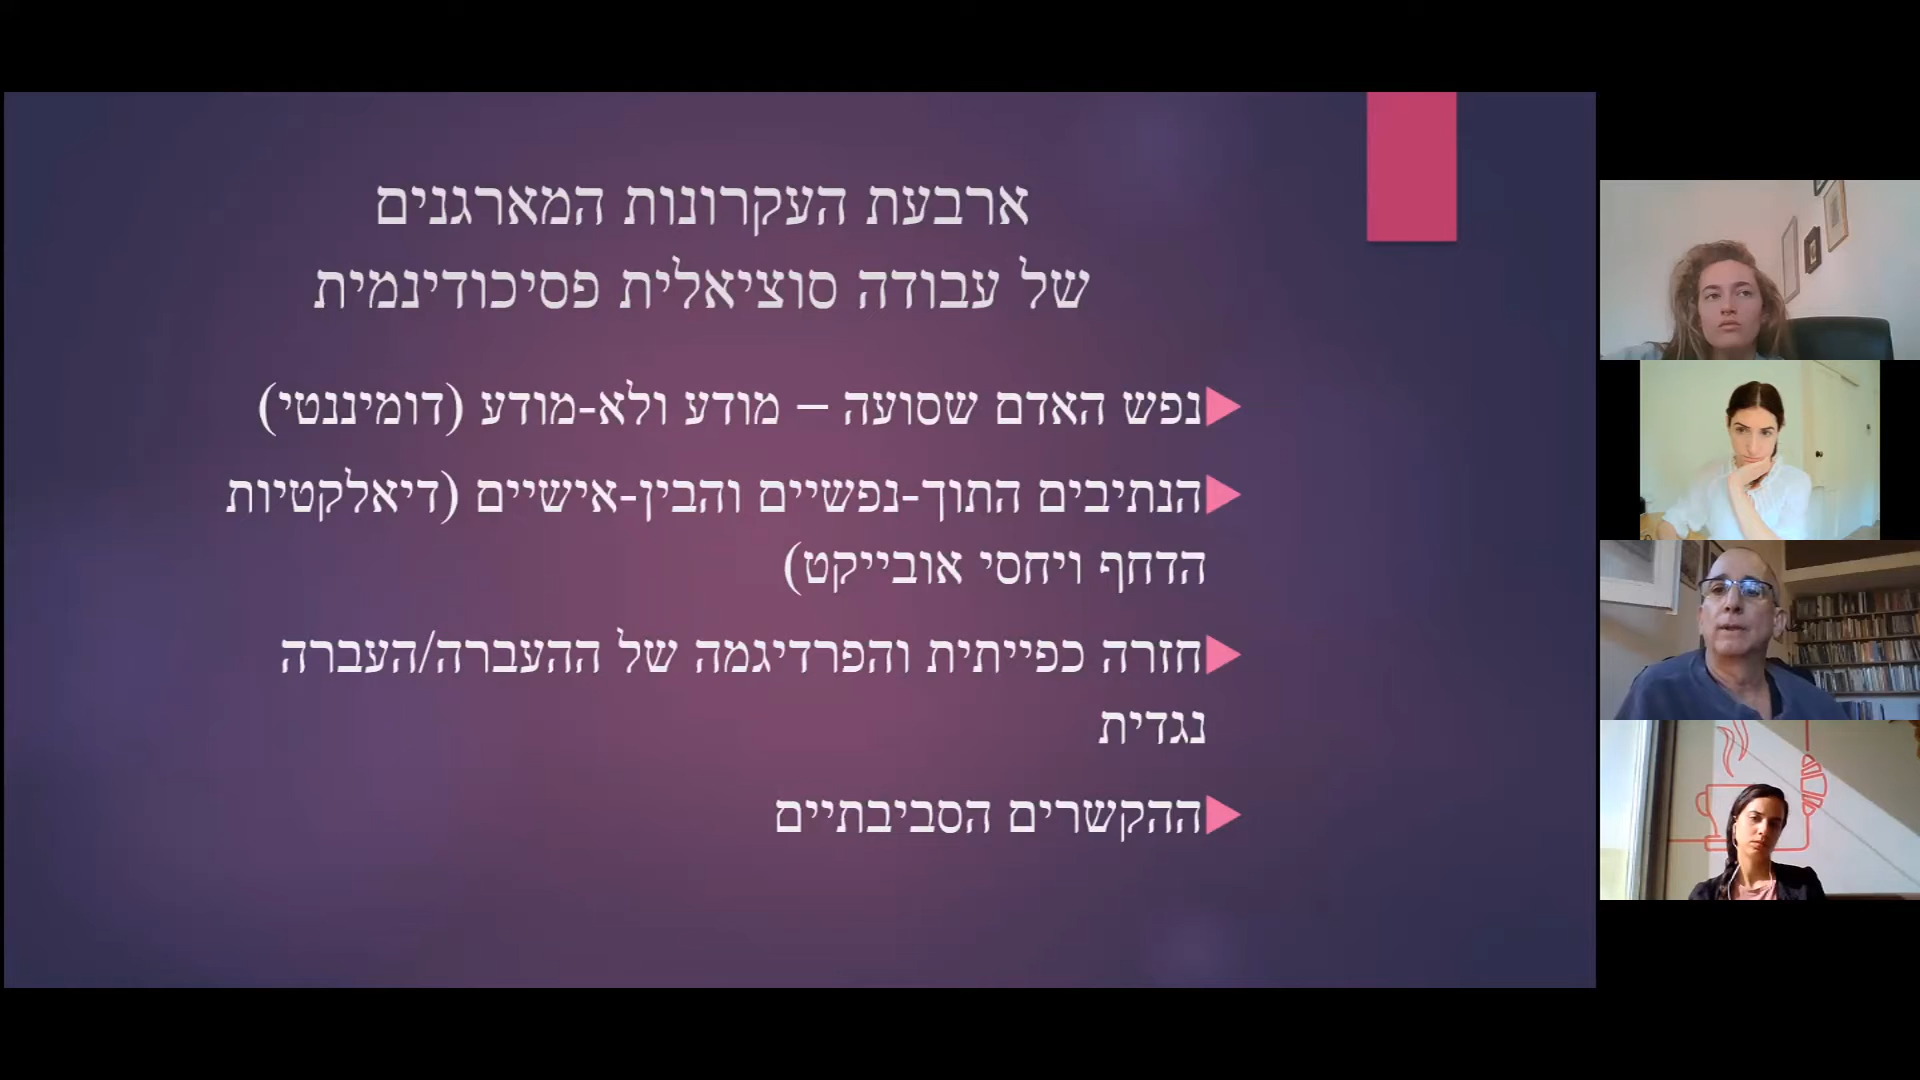 ארבעת העקרונות המארגנים
של עבודה סוציאלית פסיכודינמית
נפש האדם שסועה – מודע ולא-מודע (דומיננטי)
הנתיבים התוך-נפשיים והבין-אישיים (דיאלקטיות
הדחף ויחסי אובייקט)
חזרה כפייתית והפרדיגמה של ההעברה/העברה
נגדית
ההקשרים הסביבתיים